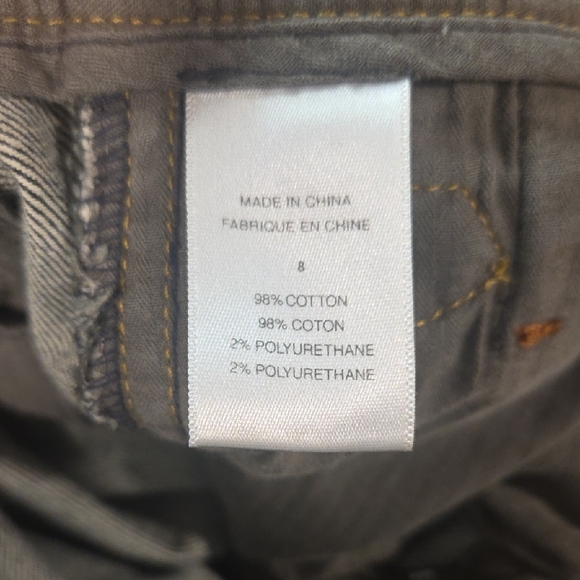 MADE IN CHINA
FABRIQUE EN CHINE
8
98% COTTON
98% COTON
2% POLYURETHANE
2% POLYURETHANE